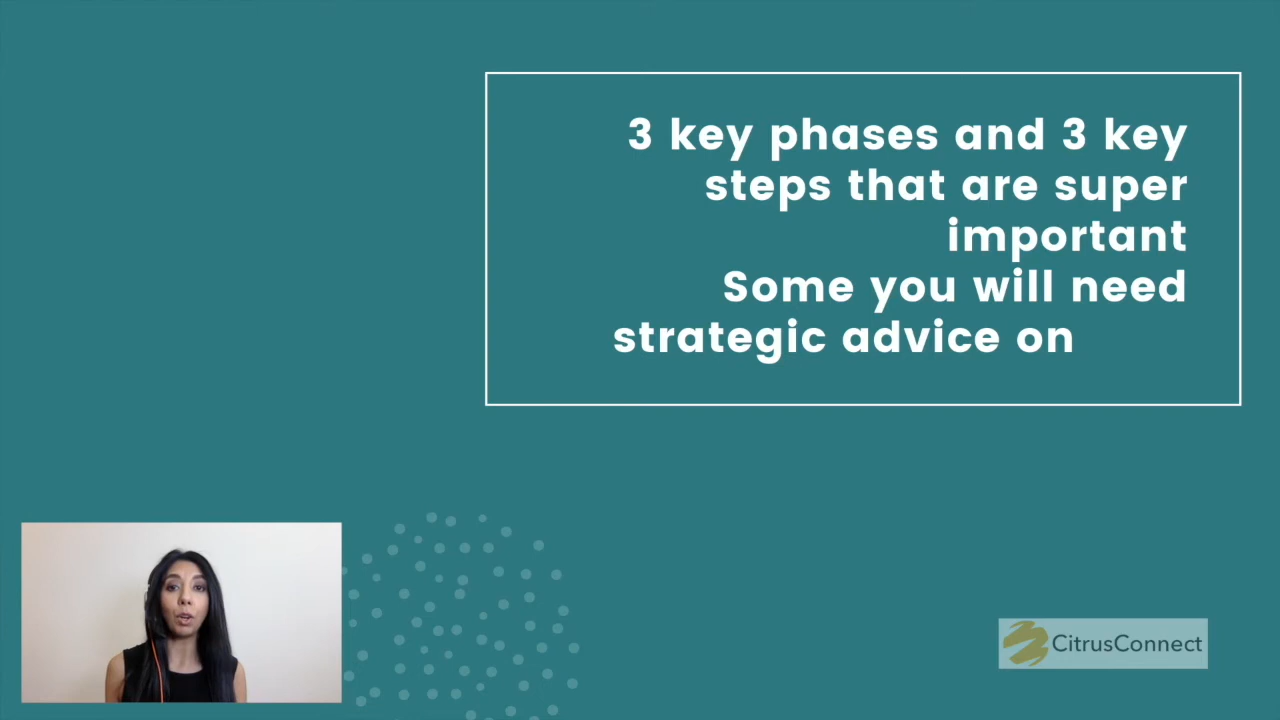 3 key phases and 3 key
steps that are super
important
Some you will need
strategic advice on
CitrusConnect